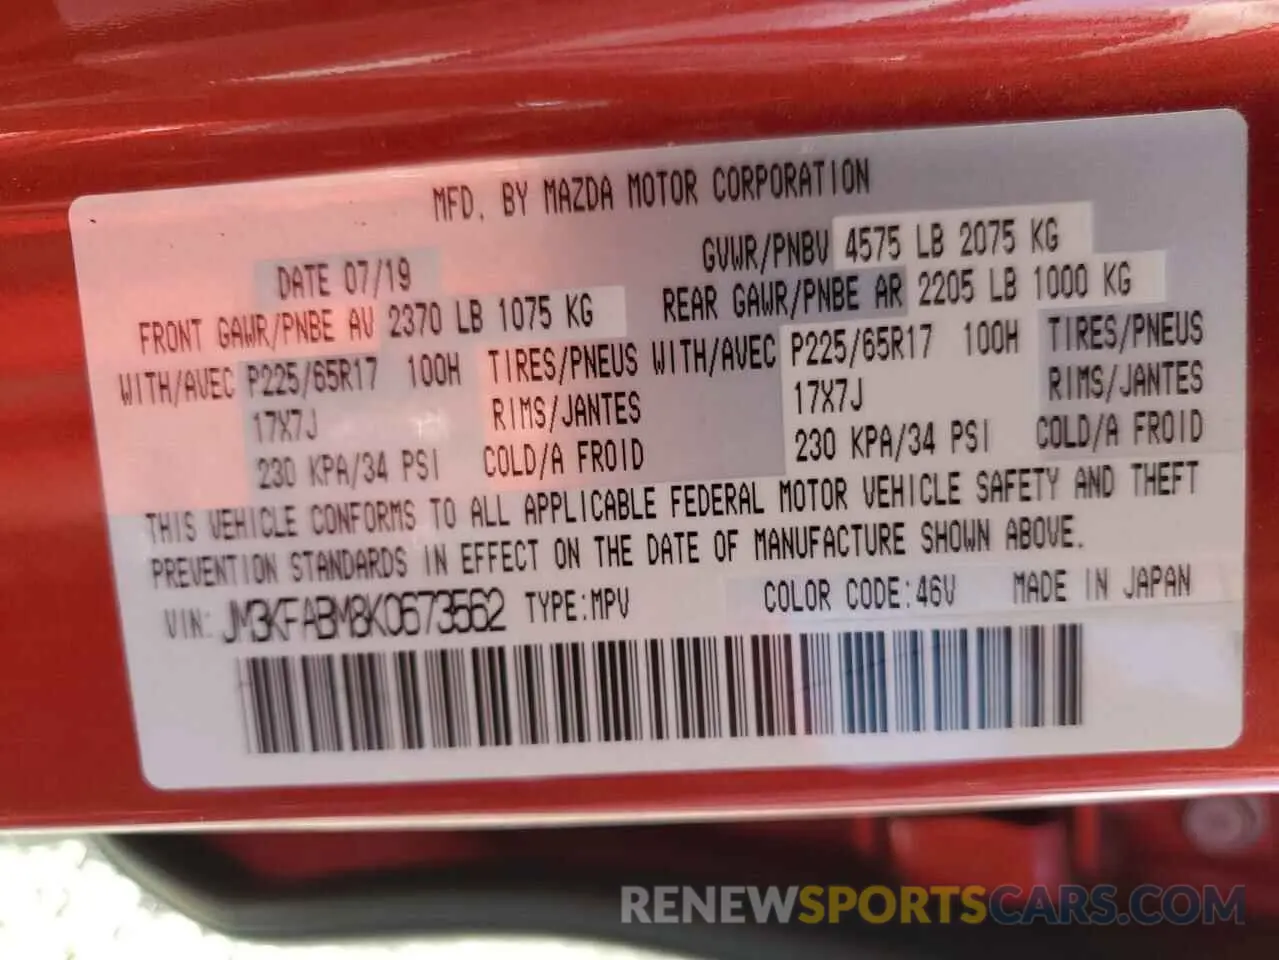 MFD. BY MAZDA MOTOR CORPORATION
DATE 07/19 GVWR/PNBV 4575 LB 2075 KG
FRONT GAWR/PNBE AV 2370 LB 1075 KG REAR GAWR/PNBE AR 2205 LB 1000 KG
WITH/AVEC P225/65R17 100H TIRES/PNEUS WITH/AVEC P225/65R17 100H TIRES/PNEUS
17X7J RIMS/JANTES 17X7J RIMS/JANTES
230 KPA/34 PSI COLD/A FROID 230 KPA/34 PSI COLD/A FROID
THIS VEHICLE CONFORMS TO ALL APPLICABLE FEDERAL MOTOR VEHICLE SAFETY AND THEFT
PREVENTION STANDARDS IN EFFECT ON THE DATE OF MANUFACTURE SHOWN ABOVE.
VIN: JM3KFABM8K0673562 TYPE:MPV COLOR CODE:46V MADE IN JAPAN
RENEWSPORTSCARS.COM